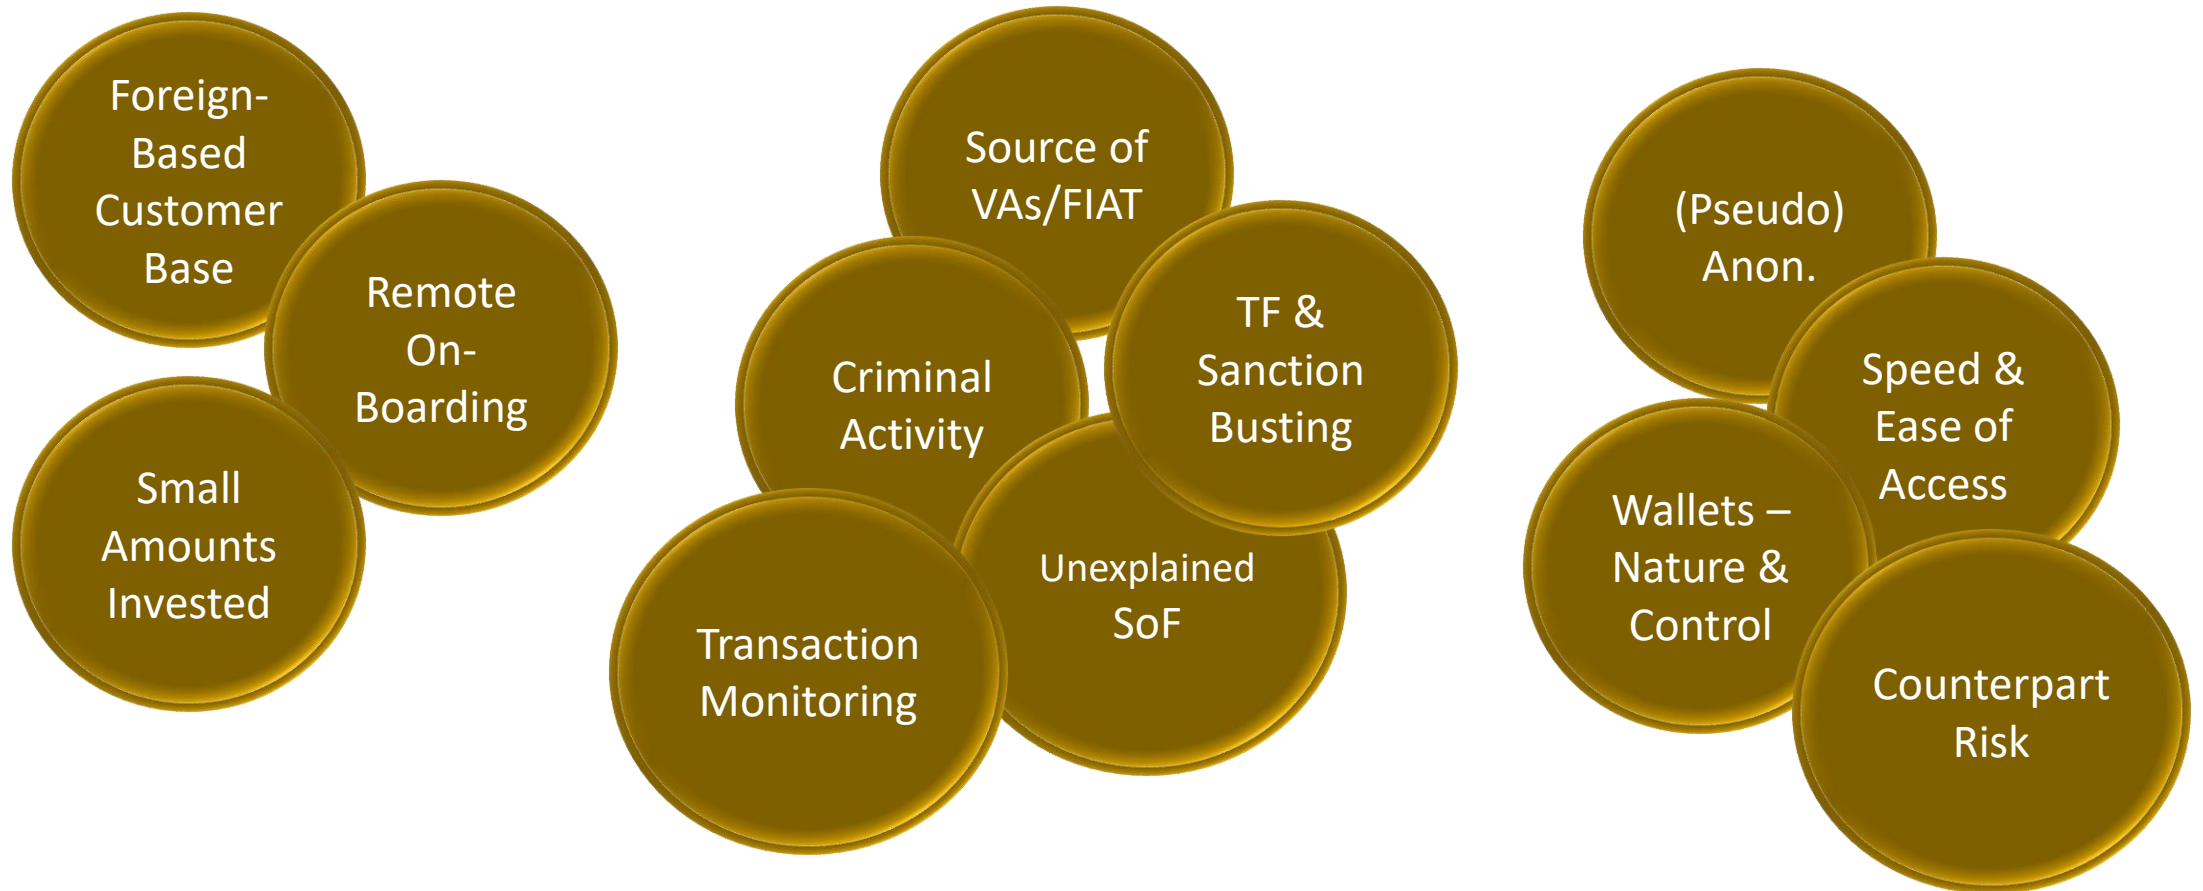 Foreign-
Based
Customer
Base
Remote
On-
Boarding
Small
Amounts
Invested
Source of
VAs/FIAT
TF &
Sanction
Busting
Criminal
Activity
Unexplained
SoF
Transaction
Monitoring
(Pseudo)
Anon.
Speed &
Ease of
Access
Wallets –
Nature &
Control
Counterpart
Risk